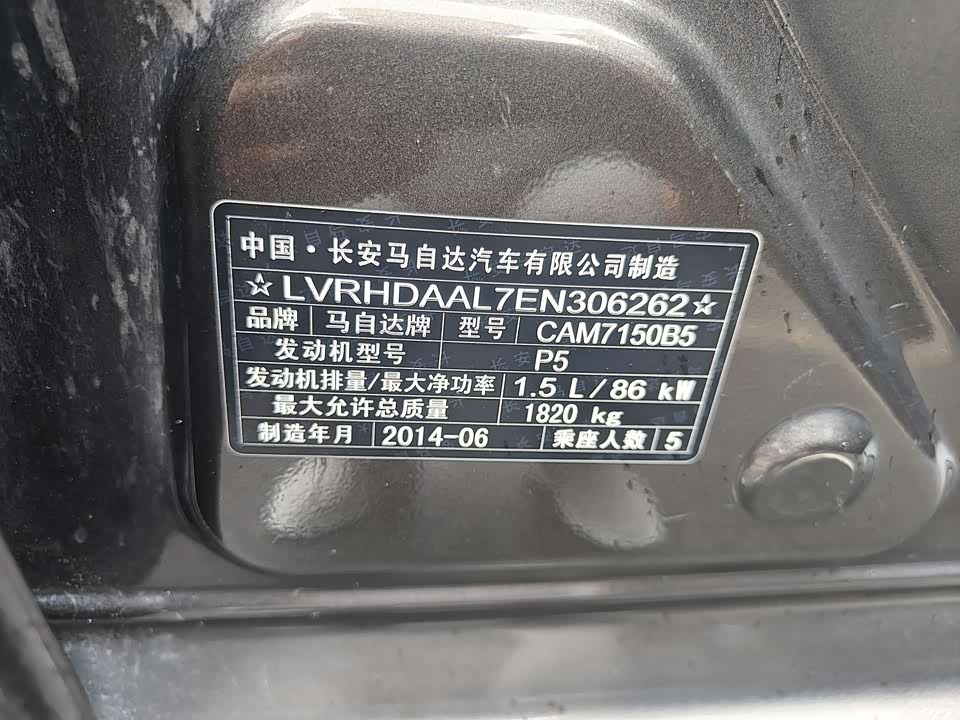 中国·长安马自达汽车有限公司制造
☆LVRHDAAL7EN306262☆
品牌 马自达牌 型号 CAM7150B5
发动机型号 P5
发动机排量/最大净功率 1.5 L/86 kW
最大允许总质量 1820 kg
制造年月 2014-06 乘座人数 5